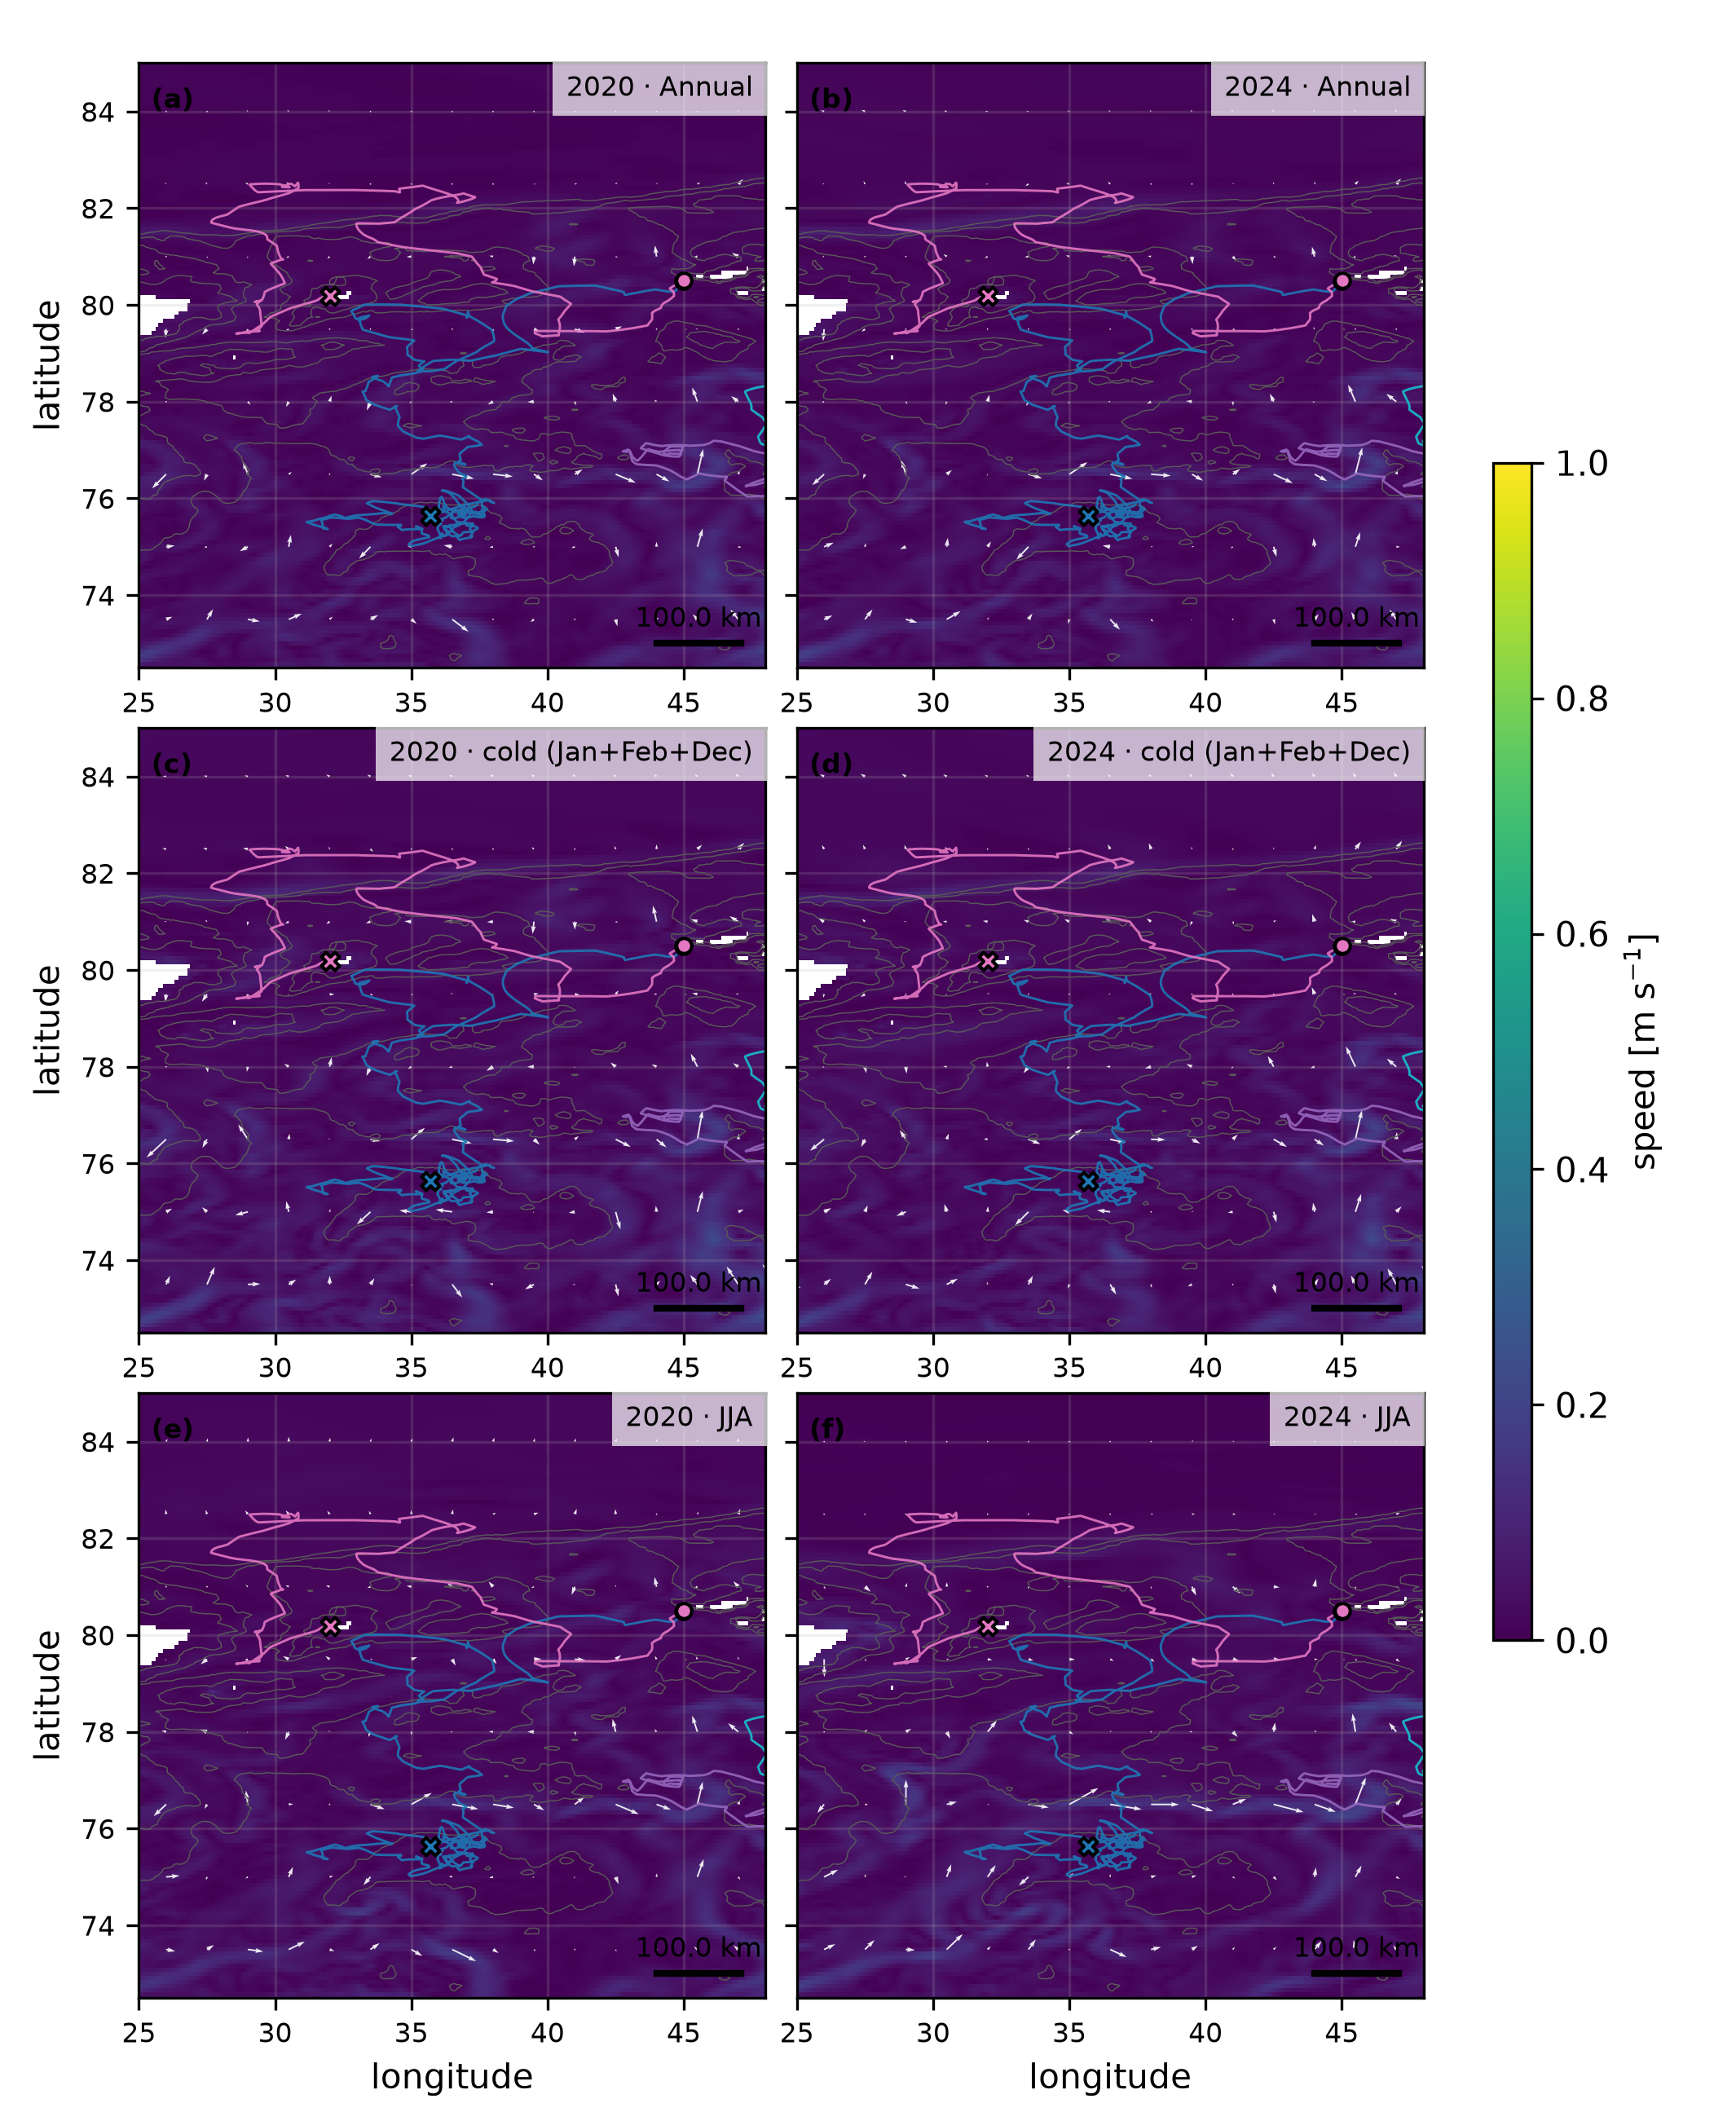 (a)
2020 · Annual
(b)
2024 · Annual
84
82
80
78
76
74
latitude
100.0 km
100.0 km
25 30 35 40 45
25 30 35 40 45
(c)
2020 · cold (Jan+Feb+Dec)
(d)
2024 · cold (Jan+Feb+Dec)
84
82
80
78
76
74
latitude
100.0 km
100.0 km
25 30 35 40 45
25 30 35 40 45
(e)
2020 · JJA
(f)
2024 · JJA
84
82
80
78
76
74
latitude
100.0 km
100.0 km
25 30 35 40 45
25 30 35 40 45
longitude
longitude
1.0
0.8
0.6
0.4
0.2
0.0
speed [m s⁻¹]